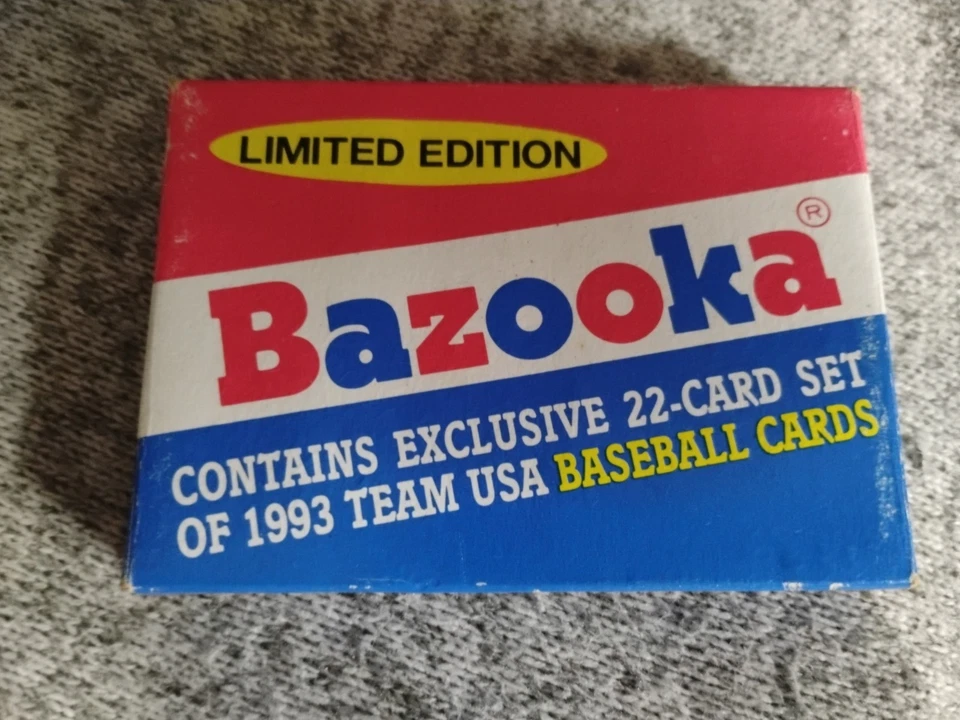 LIMITED EDITION
Bazooka®
CONTAINS EXCLUSIVE 22-CARD SET
OF 1993 TEAM USA BASEBALL CARDS